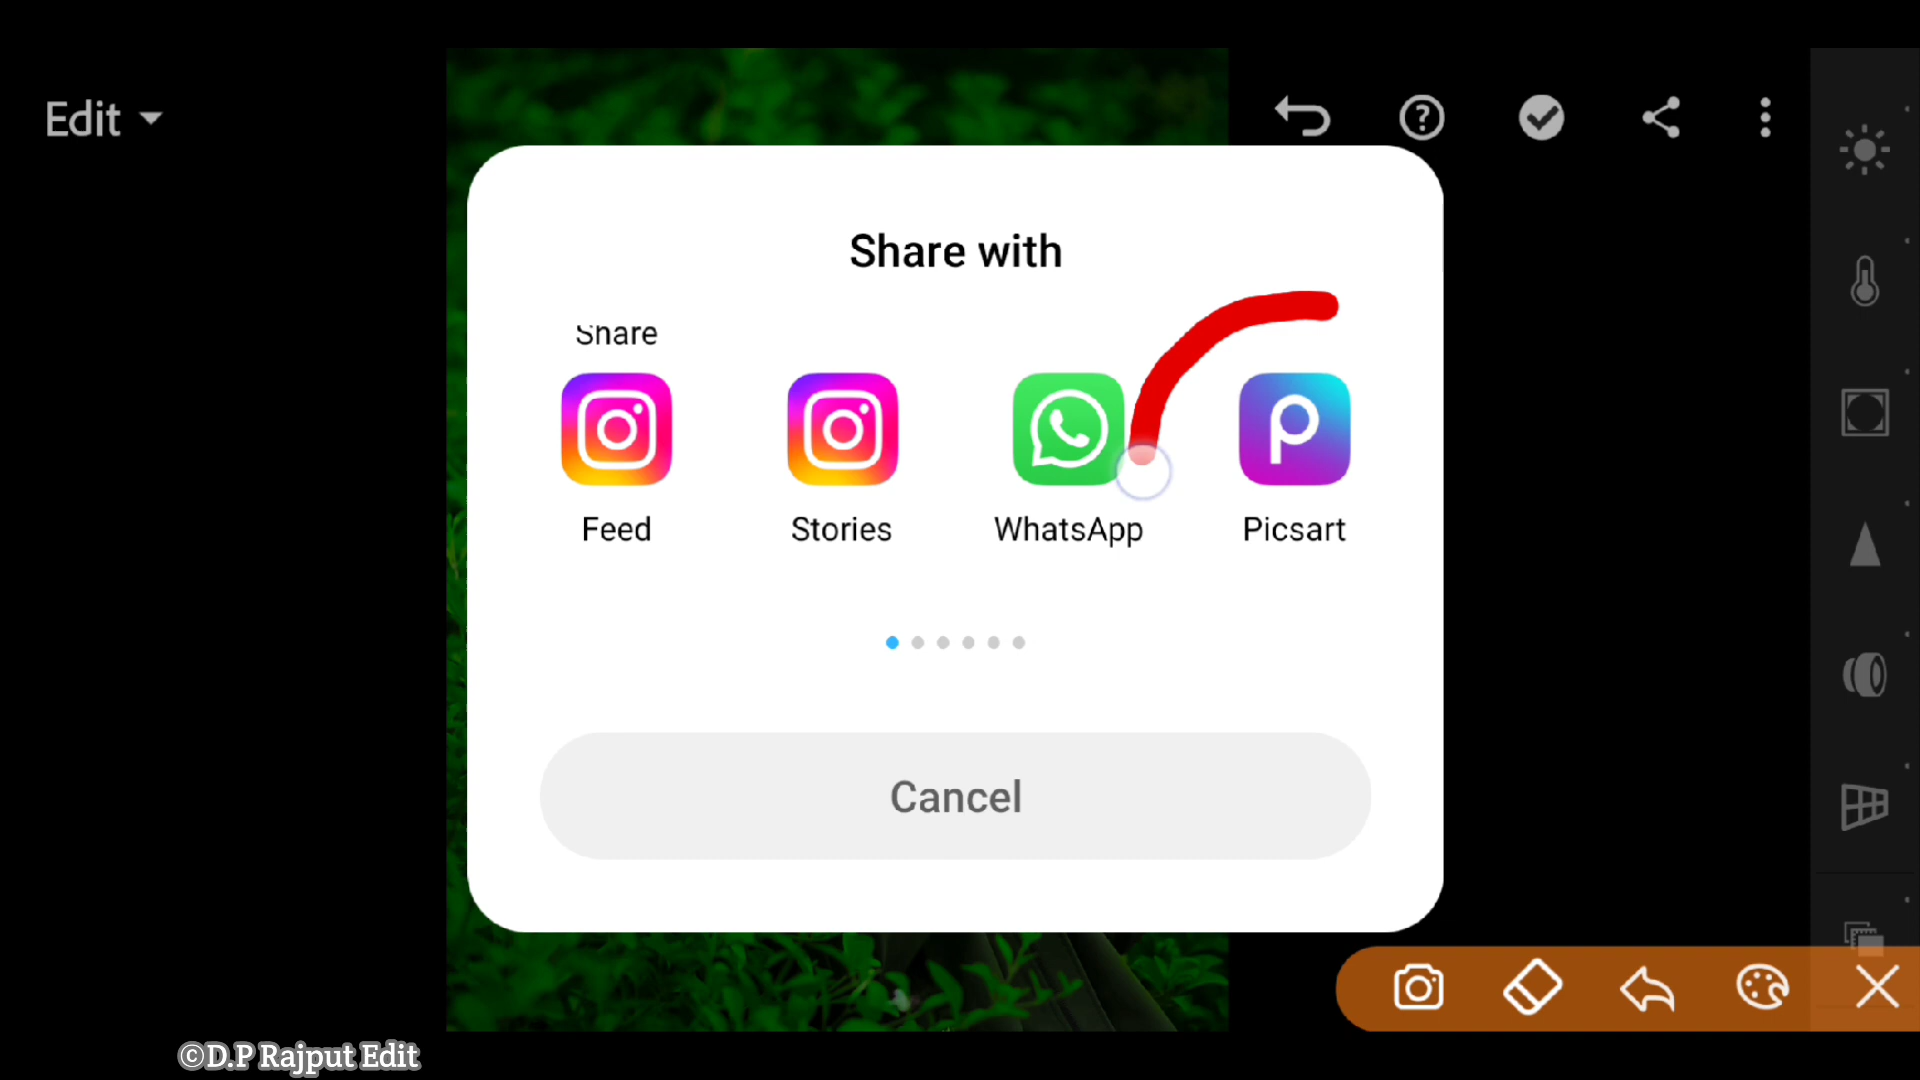 Edit
Share with
Share
Feed Stories WhatsApp Picsart
Cancel
©D.P Rajput Edit